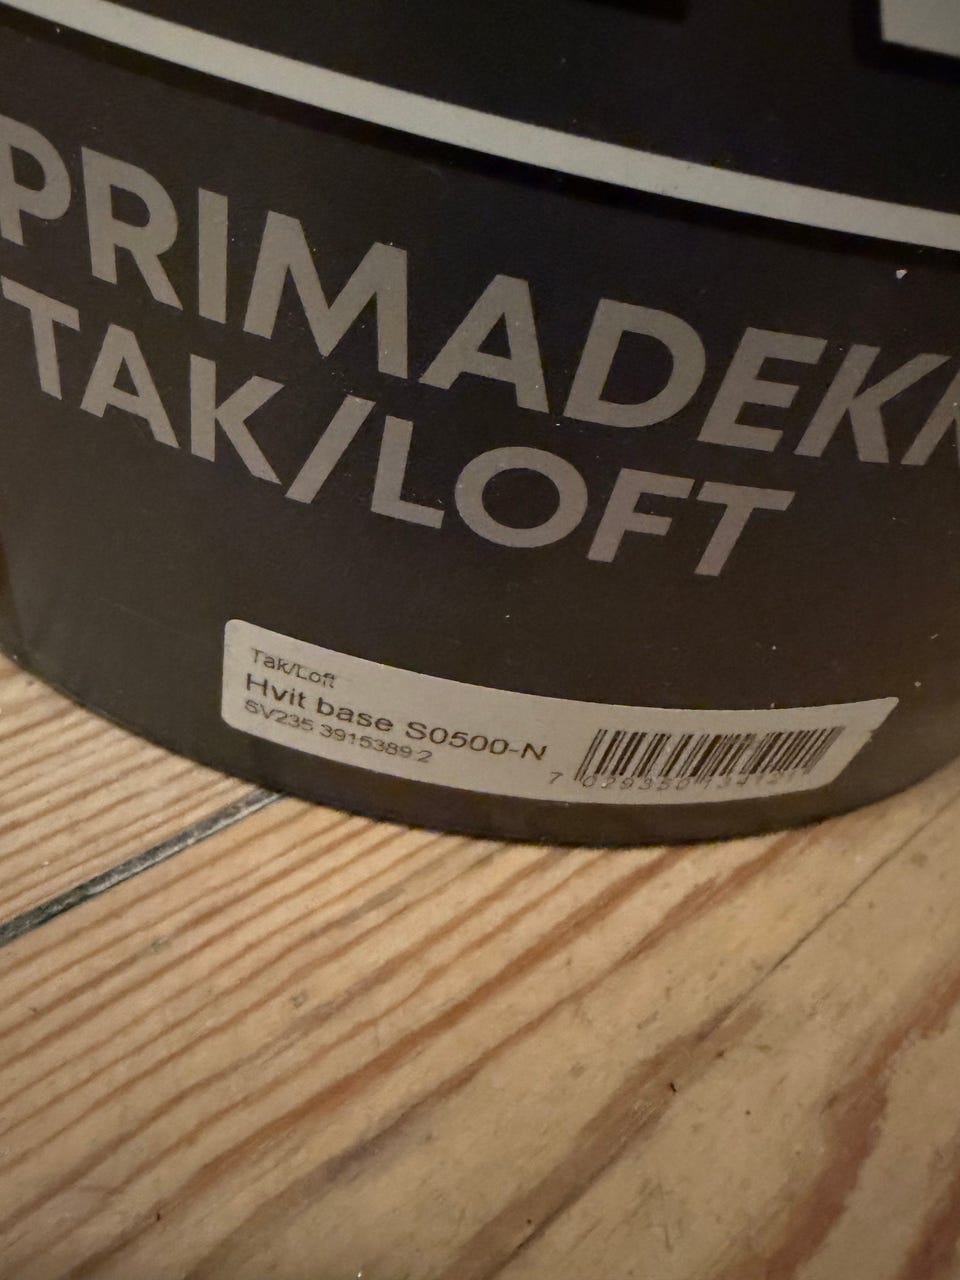 PRIMADEKK
TAK/LOFT
Tak/Loft
Hvit base S0500-N
SV235 3915389 2